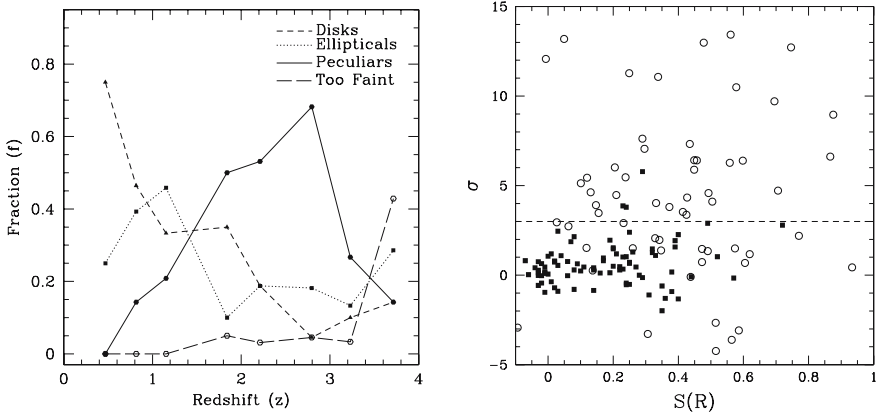 Disks
Ellipticals
Peculiars
Too Faint
0.8
0.6
0.4
0.2
0
Fraction (f)
0 1 2 3 4
Redshift (z)
15
10
5
0
-5
σ
0 0.2 0.4 0.6 0.8 1
S(R)